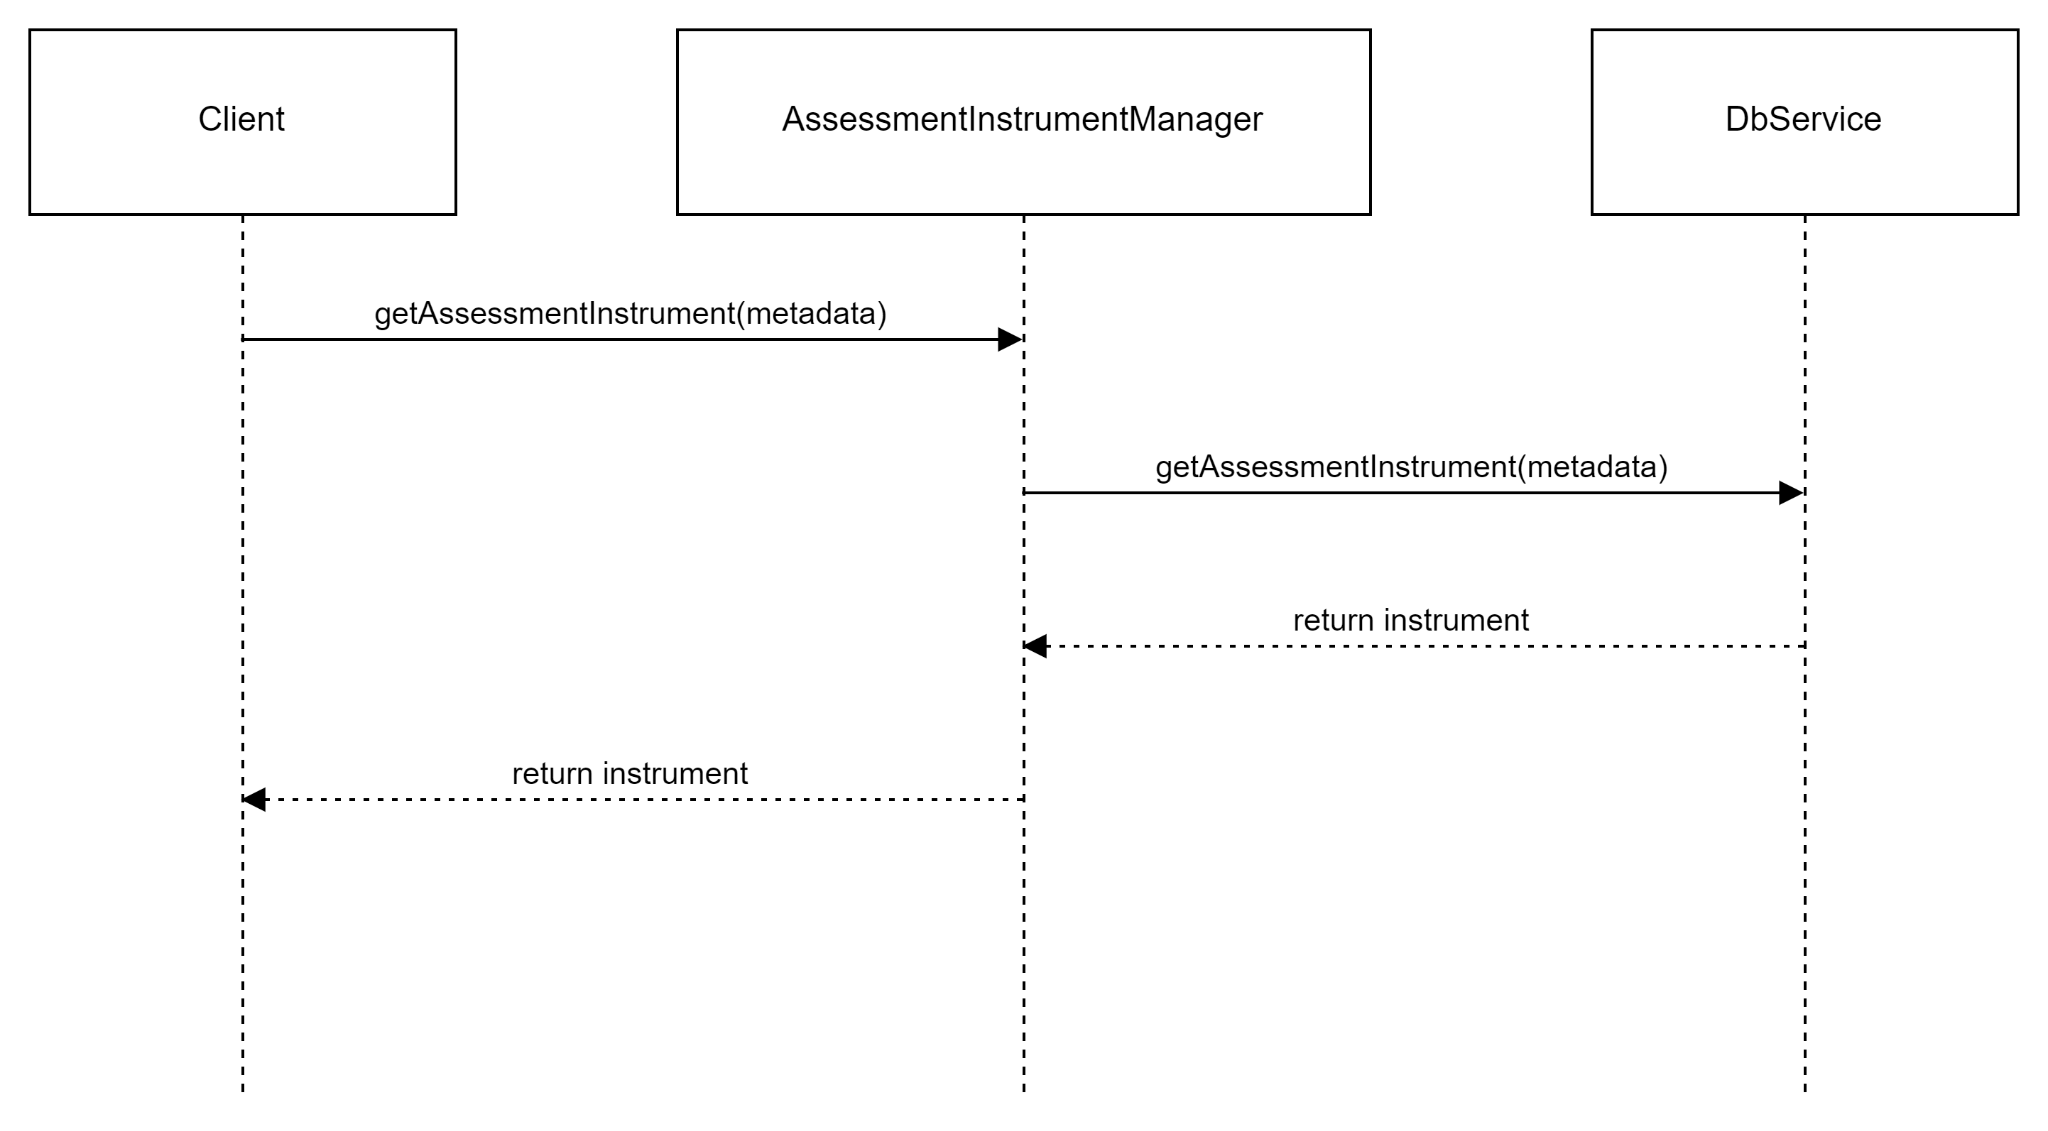 Client
AssessmentInstrumentManager
DbService
getAssessmentInstrument(metadata)
getAssessmentInstrument(metadata)
return instrument
return instrument